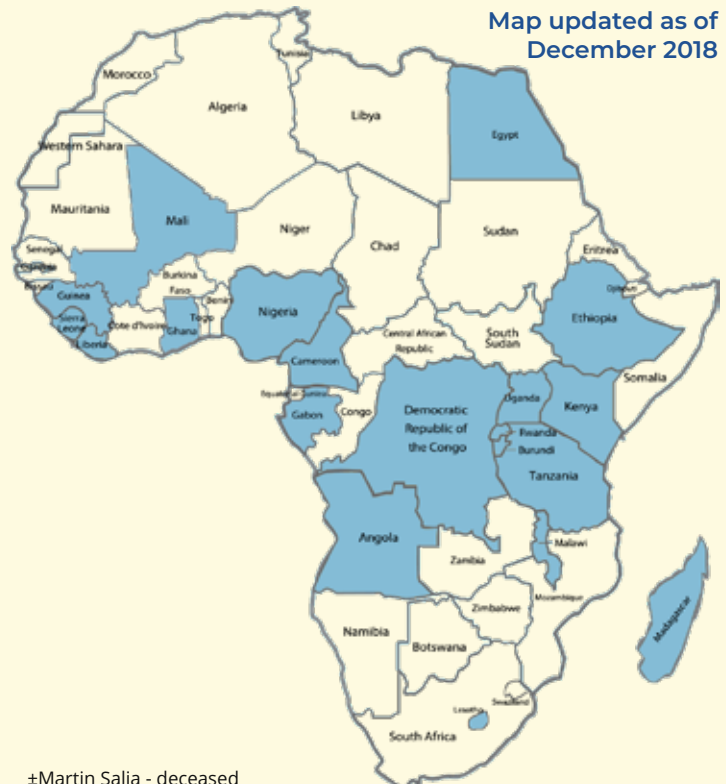 Map updated as of
December 2018
Tunisia
Morocco
Algeria
Libya
Egypt
Western Sahara
Mauritania
Mali
Niger
Chad
Sudan
Eritrea
Senegal
Burkina
Faso
Guinea
Benin
Nigeria
Djibouti
Ethiopia
Sierra
Leone
Cote d'Ivoire
Togo
Ghana
Liberia
Central African
Republic
South
Sudan
Cameroon
Somalia
Equatorial Guinea
Uganda
Kenya
Gabon
Congo
Democratic
Republic of
the Congo
Rwanda
Burundi
Tanzania
Angola
Malawi
Zambia
Mozambique
Zimbabwe
Madagascar
Namibia
Botswana
Swaziland
Lesotho
South Africa
±Martin Salia - deceased